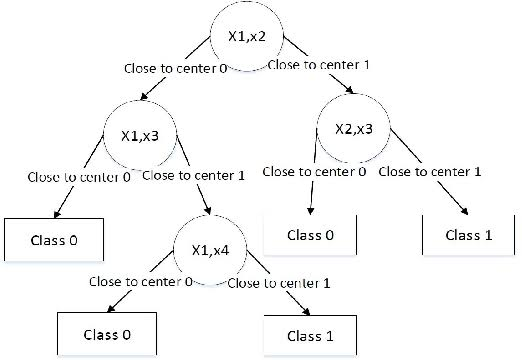 X1,x2
Close to center 0
Close to center 1
X1,x3
X2,x3
Close to center 0
Close to center 1
Close to center 0
Close to center 1
Class 0
X1,x4
Class 0
Class 1
Close to center 0
Close to center 1
Class 0
Class 1